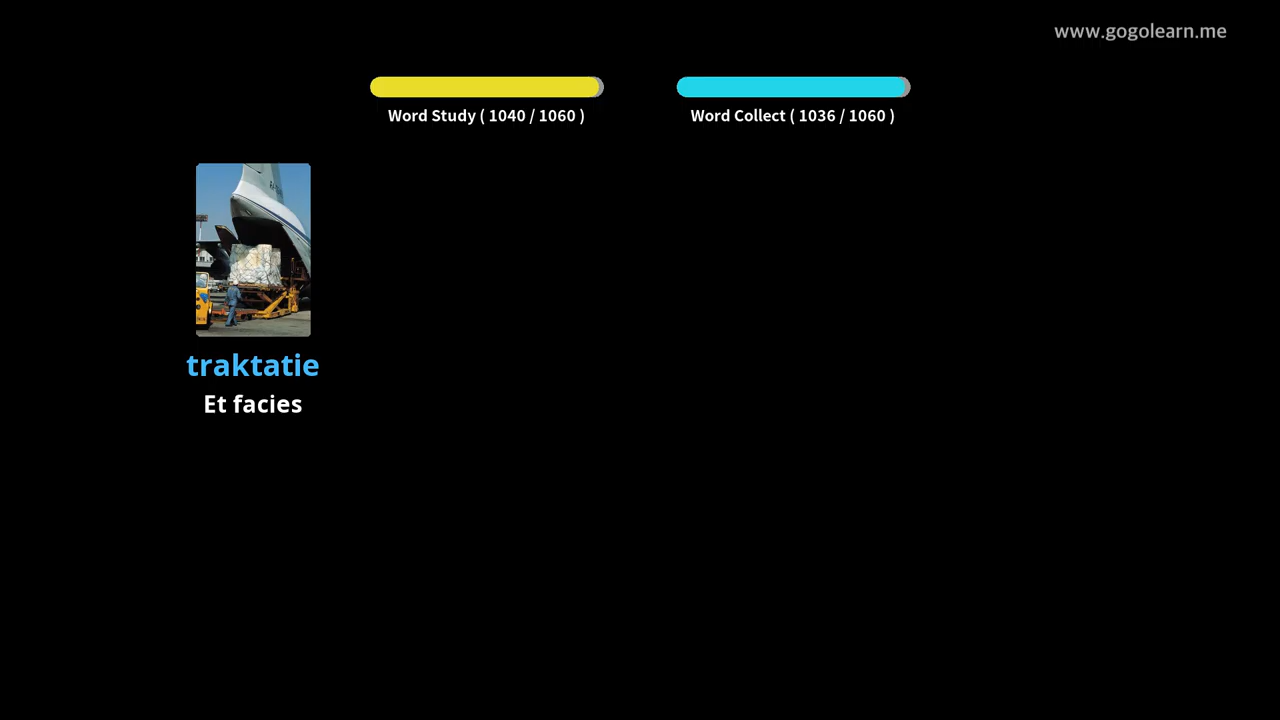 www.gogolearn.me
Word Study ( 1040 / 1060 )
Word Collect ( 1036 / 1060 )
traktatie
Et facies